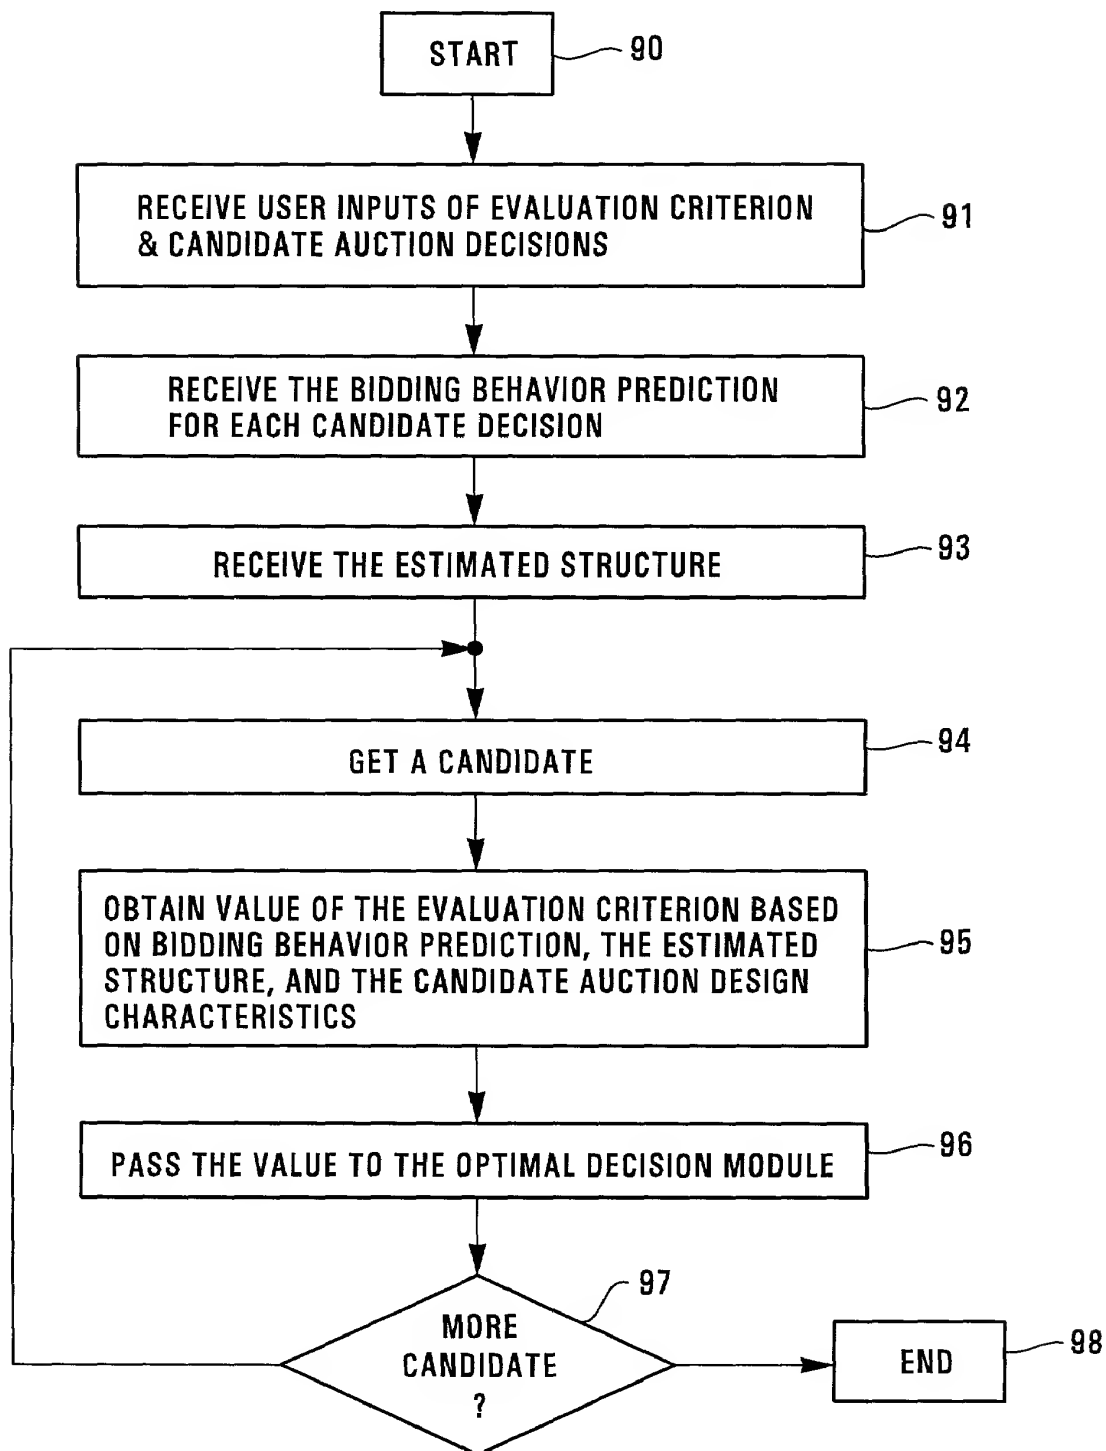 START
90
RECEIVE USER INPUTS OF EVALUATION CRITERION
& CANDIDATE AUCTION DECISIONS
91
RECEIVE THE BIDDING BEHAVIOR PREDICTION
FOR EACH CANDIDATE DECISION
92
RECEIVE THE ESTIMATED STRUCTURE
93
GET A CANDIDATE
94
OBTAIN VALUE OF THE EVALUATION CRITERION BASED
ON BIDDING BEHAVIOR PREDICTION, THE ESTIMATED
STRUCTURE, AND THE CANDIDATE AUCTION DESIGN
CHARACTERISTICS
95
PASS THE VALUE TO THE OPTIMAL DECISION MODULE
96
MORE
CANDIDATE
?
97
END
98